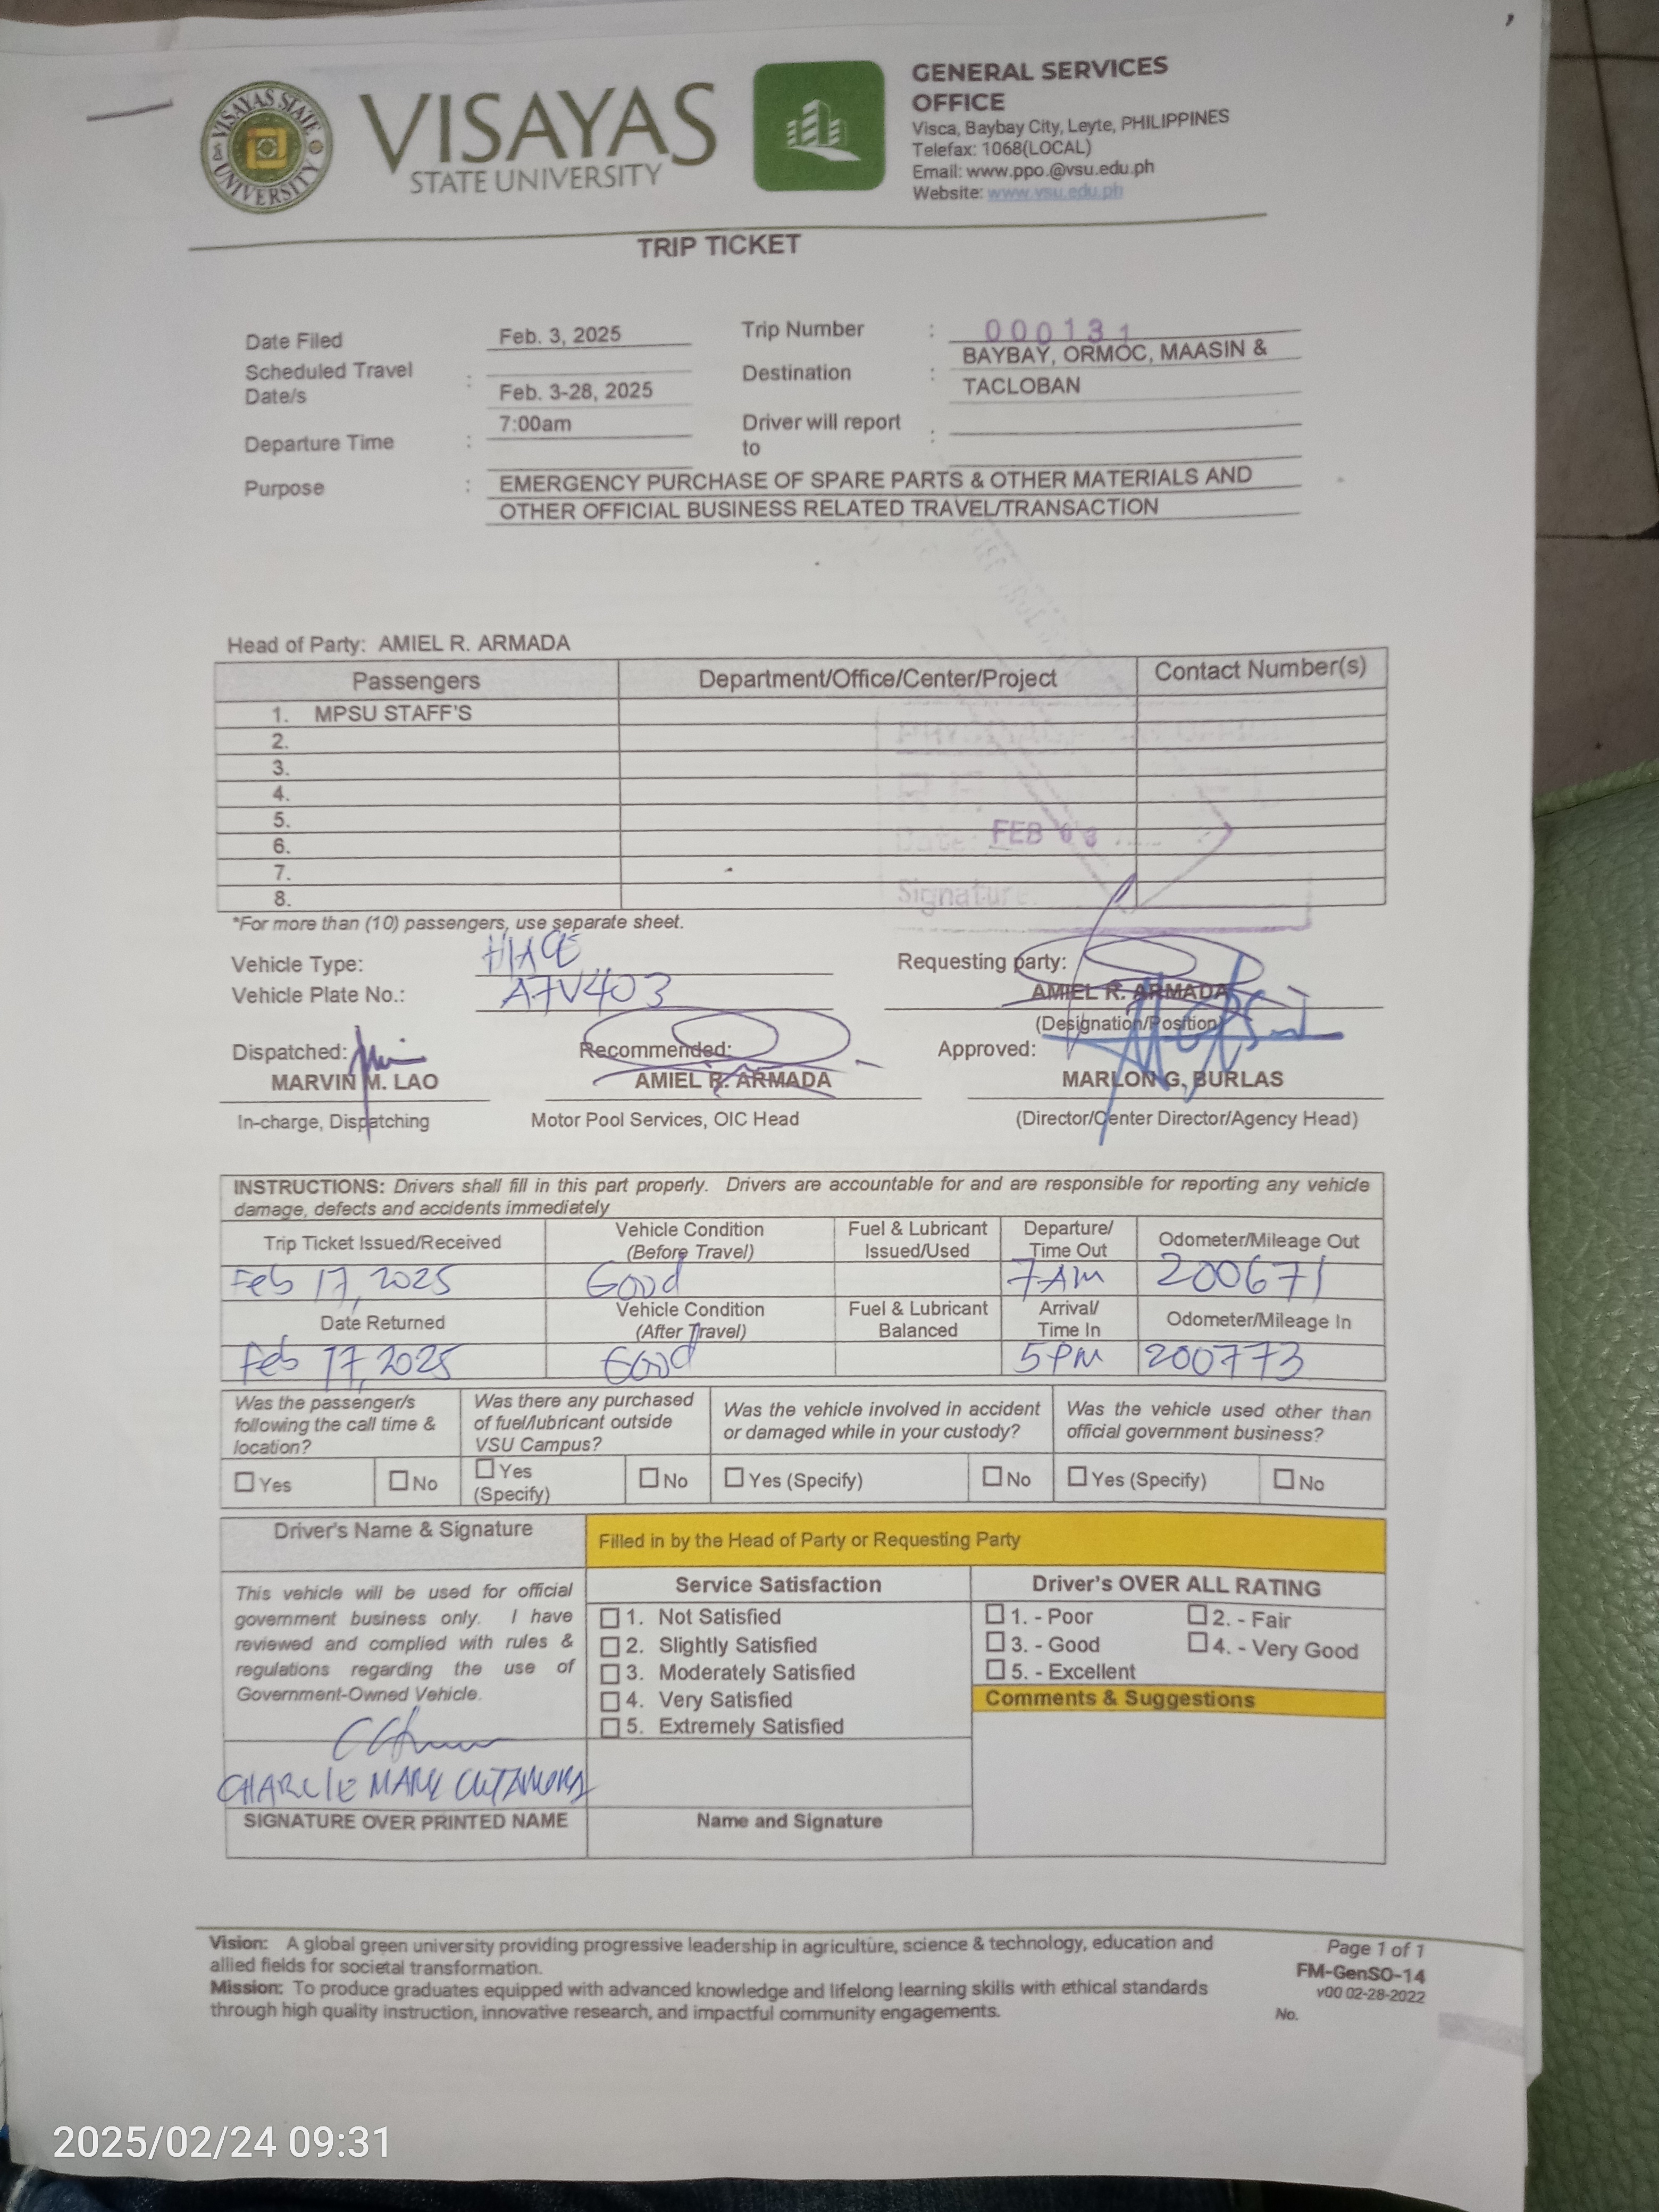 VISAYAS STATE UNIVERSITY
VISAYAS
STATE UNIVERSITY
GENERAL SERVICES
OFFICE
Visca, Baybay City, Leyte, PHILIPPINES
Telefax: 1068(LOCAL)
Email: www.ppo.@vsu.edu.ph
Website: www.vsu.edu.ph
TRIP TICKET
Date Filed Feb. 3, 2025 Trip Number : 000131
Scheduled Travel Date/s : Feb. 3-28, 2025 Destination : BAYBAY, ORMOC, MAASIN &
TACLOBAN
Departure Time : 7:00am Driver will report to :
Purpose : EMERGENCY PURCHASE OF SPARE PARTS & OTHER MATERIALS AND
OTHER OFFICIAL BUSINESS RELATED TRAVEL/TRANSACTION
Head of Party: AMIEL R. ARMADA
Passengers Department/Office/Center/Project Contact Number(s)
1. MPSU STAFF'S
2.
3.
4.
5.
6.
7.
8.
Date: FEB
Signature:
*For more than (10) passengers, use separate sheet.
Vehicle Type: HIACE Requesting party:
Vehicle Plate No.: A7V403 AMIEL R. ARMADA
(Designation/Position)
Dispatched: Recommended: Approved:
MARVIN M. LAO AMIEL R. ARMADA MARLON G. BURLAS
In-charge, Dispatching Motor Pool Services, OIC Head (Director/Center Director/Agency Head)
INSTRUCTIONS: Drivers shall fill in this part properly. Drivers are accountable for and are responsible for reporting any vehicle
damage, defects and accidents immediately
Trip Ticket Issued/Received Vehicle Condition (Before Travel) Fuel & Lubricant Issued/Used Departure/ Time Out Odometer/Mileage Out
Feb 17, 2025 Good 7AM 200671
Date Returned Vehicle Condition (After Travel) Fuel & Lubricant Balanced Arrival/ Time In Odometer/Mileage In
Feb 17, 2025 Good 5PM 200773
Was the passenger/s following the call time & location? Was there any purchased of fuel/lubricant outside VSU Campus? Was the vehicle involved in accident or damaged while in your custody? Was the vehicle used other than official government business?
Yes No Yes (Specify) No Yes (Specify) No Yes (Specify) No
Driver's Name & Signature Filled in by the Head of Party or Requesting Party
This vehicle will be used for official
government business only. I have
reviewed and complied with rules &
regulations regarding the use of
Government-Owned Vehicle.
CHARLIE MARK CUTAMORA
SIGNATURE OVER PRINTED NAME
Service Satisfaction
1. Not Satisfied
2. Slightly Satisfied
3. Moderately Satisfied
4. Very Satisfied
5. Extremely Satisfied
Name and Signature
Driver's OVER ALL RATING
1. - Poor 2. - Fair
3. - Good 4. - Very Good
5. - Excellent
Comments & Suggestions
Vision: A global green university providing progressive leadership in agriculture, science & technology, education and
allied fields for societal transformation.
Mission: To produce graduates equipped with advanced knowledge and lifelong learning skills with ethical standards
through high quality instruction, innovative research, and impactful community engagements.
Page 1 of 1
FM-GenSO-14
v00 02-28-2022
No.
2025/02/24 09:31